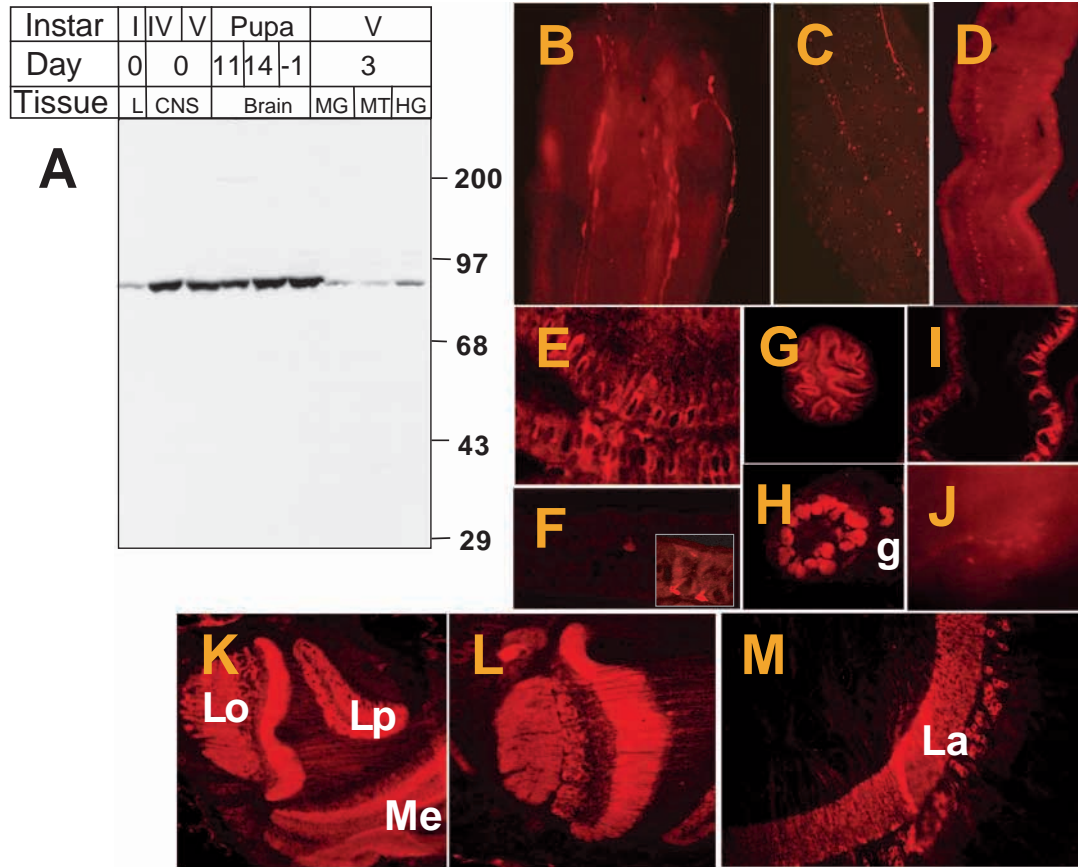 Instar I IV V Pupa V
Day 0 0 11 14 -1 3
Tissue L CNS Brain MG MT HG
A
200
97
68
43
29
B
C
D
E
G
I
F
H
g
J
K
Lo
Lp
Me
L
M
La